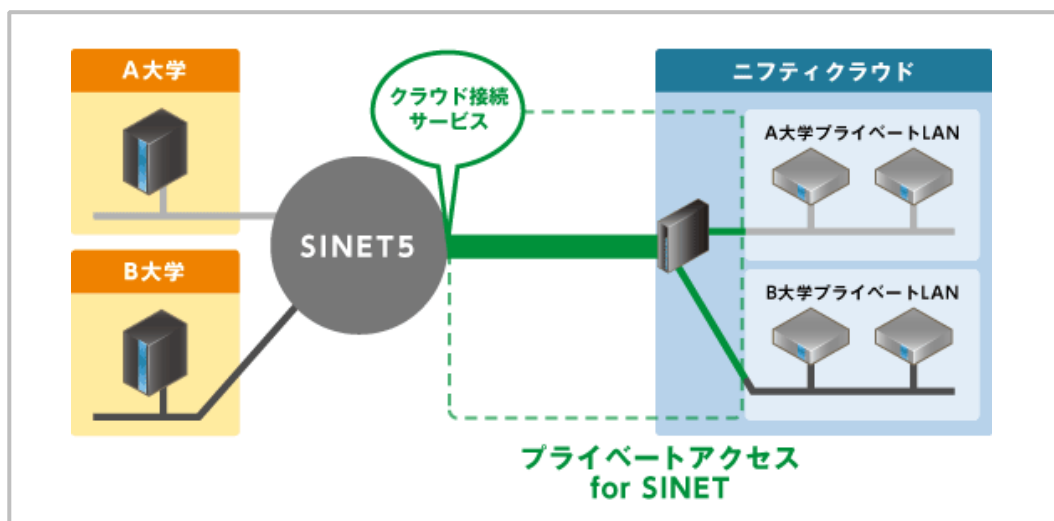 A大学
B大学
SINET5
クラウド接続
サービス
ニフティクラウド
A大学プライベートLAN
B大学プライベートLAN
プライベートアクセス
for SINET